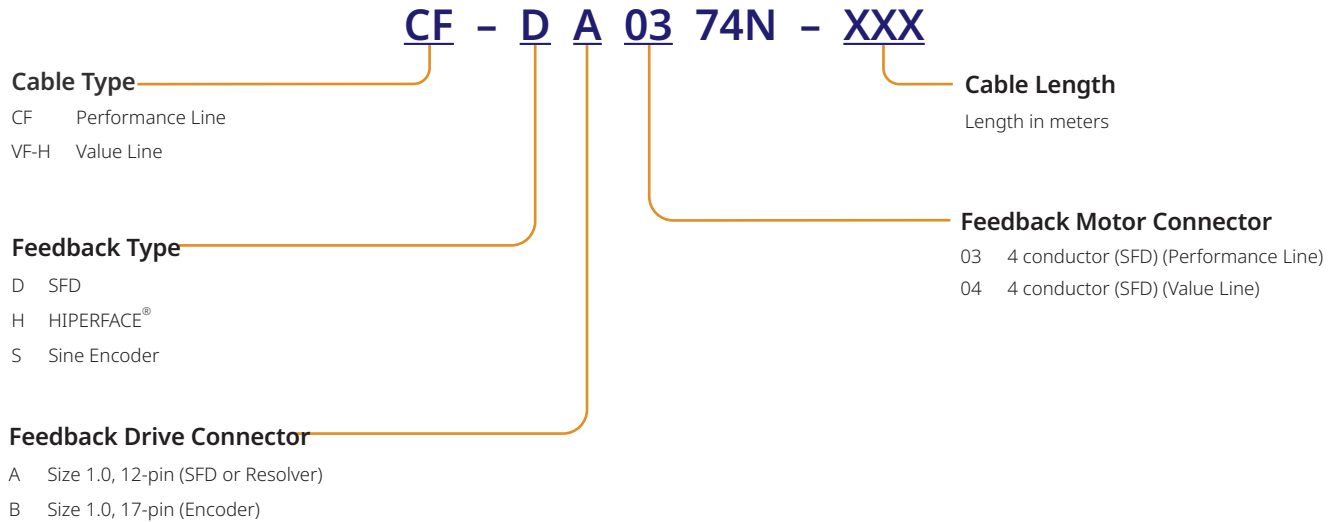 CF – D A 03 74N – XXX
Cable Type
CF Performance Line
VF-H Value Line
Feedback Type
D SFD
H HIPERFACE®
S Sine Encoder
Feedback Drive Connector
A Size 1.0, 12-pin (SFD or Resolver)
B Size 1.0, 17-pin (Encoder)
Cable Length
Length in meters
Feedback Motor Connector
03 4 conductor (SFD) (Performance Line)
04 4 conductor (SFD) (Value Line)